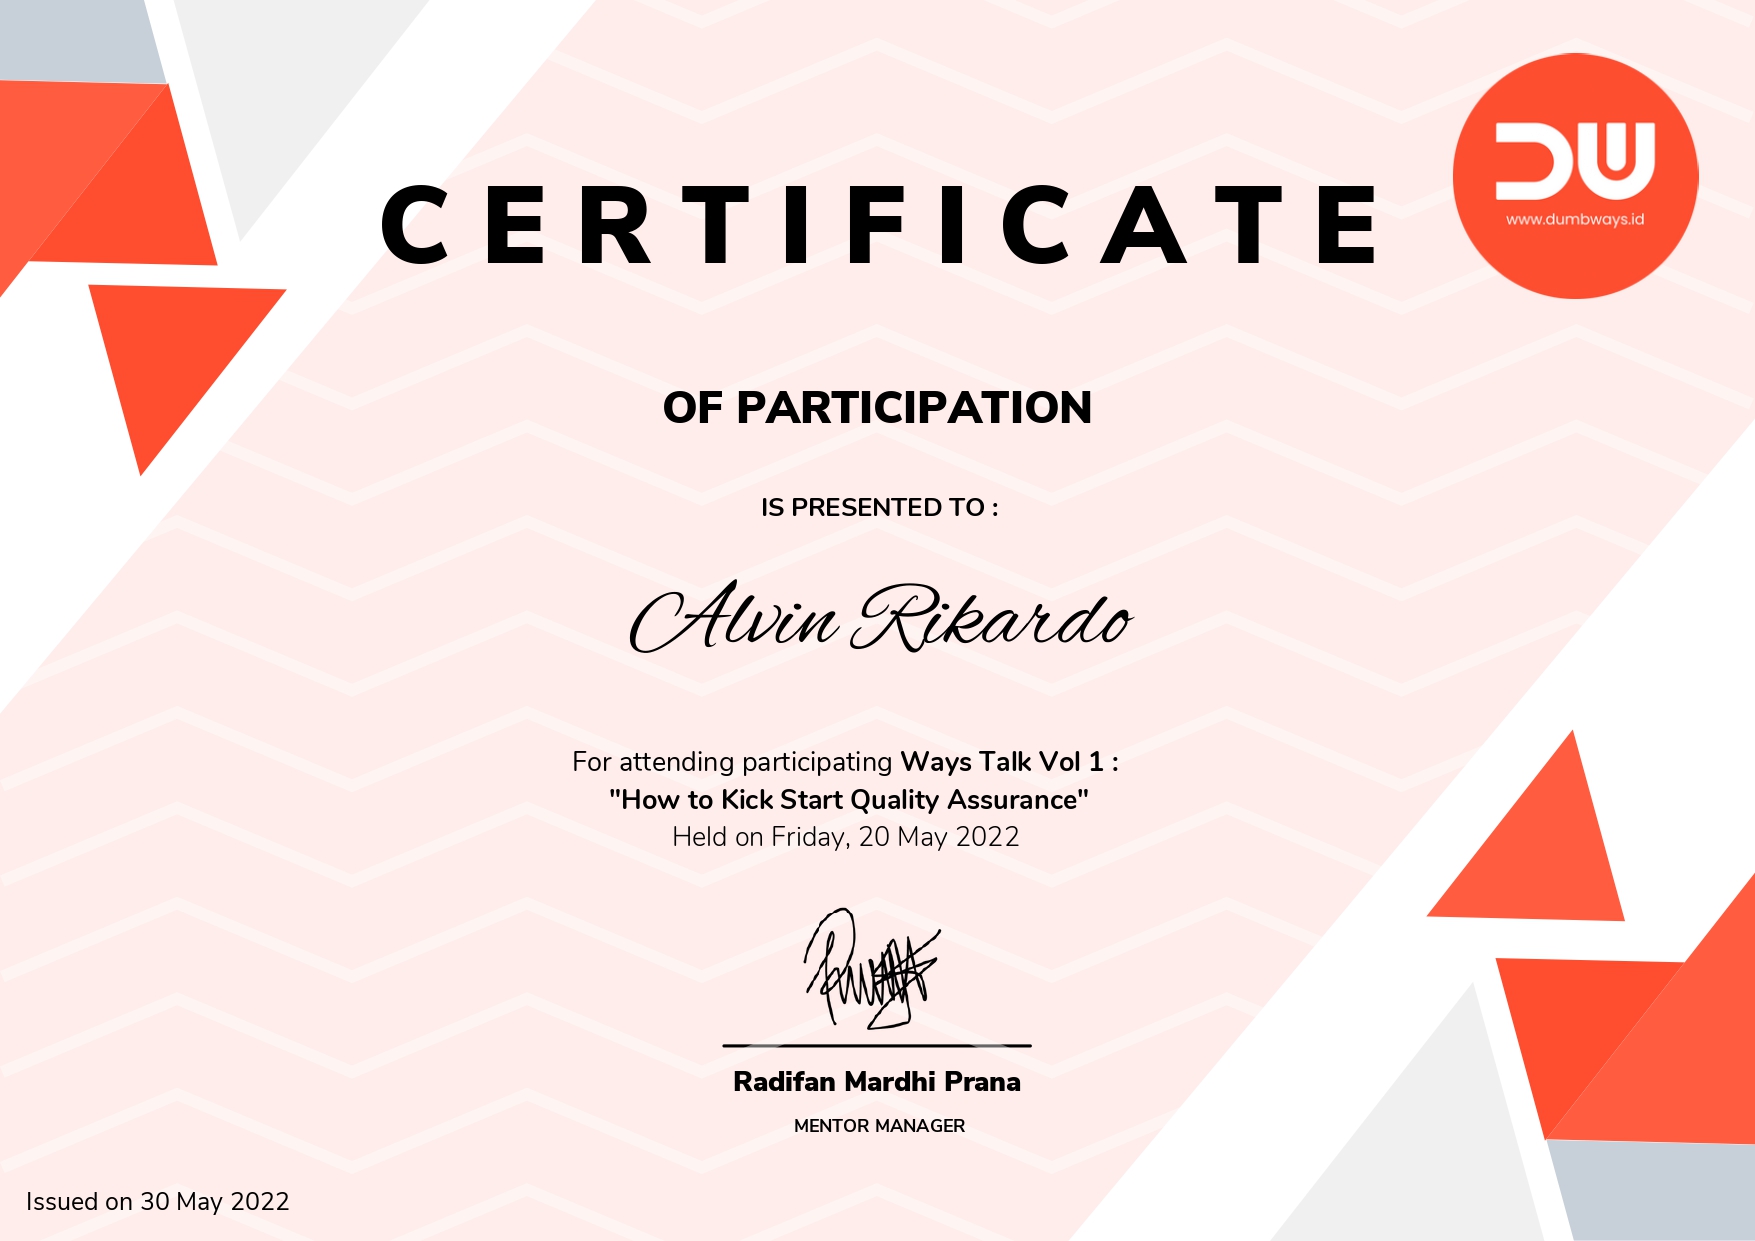 DW
www.dumbways.id
CERTIFICATE
OF PARTICIPATION
IS PRESENTED TO :
Alvin Rikardo
For attending participating Ways Talk Vol 1 :
"How to Kick Start Quality Assurance"
Held on Friday, 20 May 2022
Radifan Mardhi Prana
MENTOR MANAGER
Issued on 30 May 2022